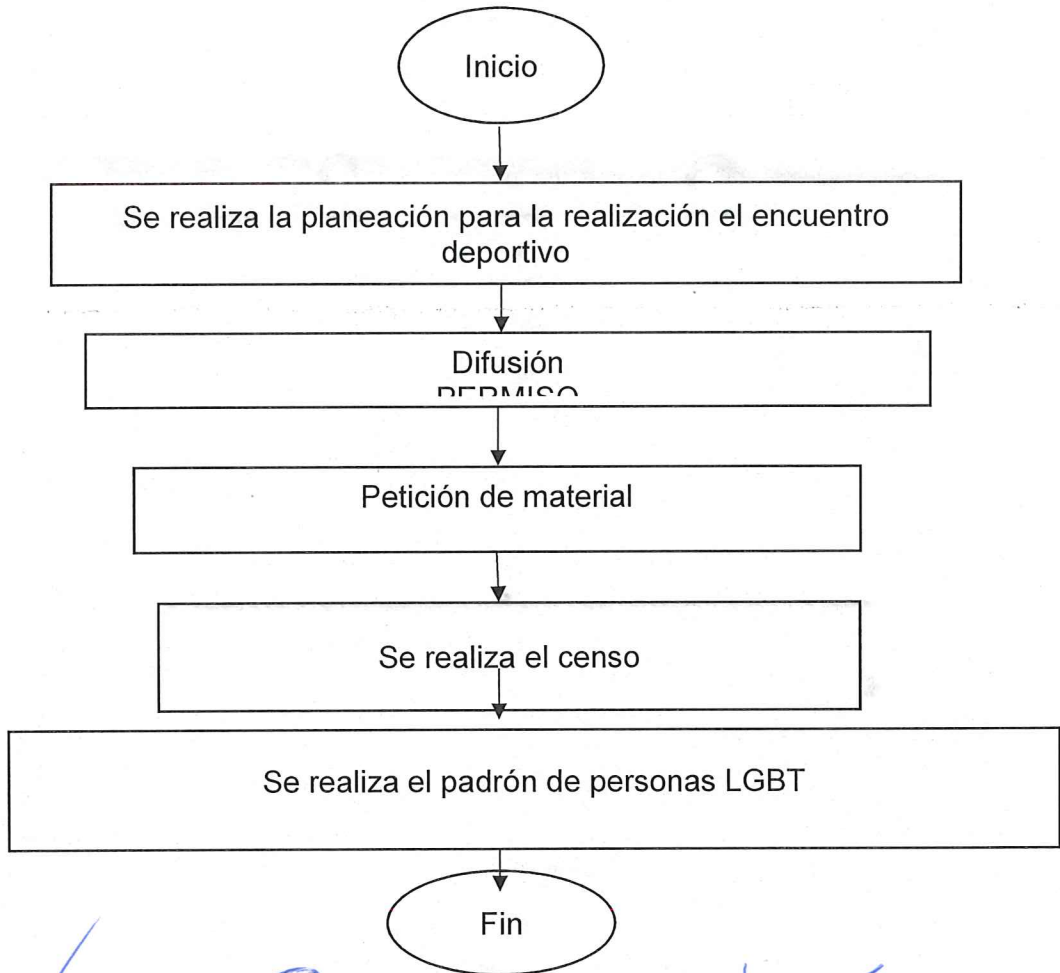 Inicio
Se realiza la planeación para la realización el encuentro
deportivo
Difusión
PERMISO
Petición de material
Se realiza el censo
Se realiza el padrón de personas LGBT
Fin